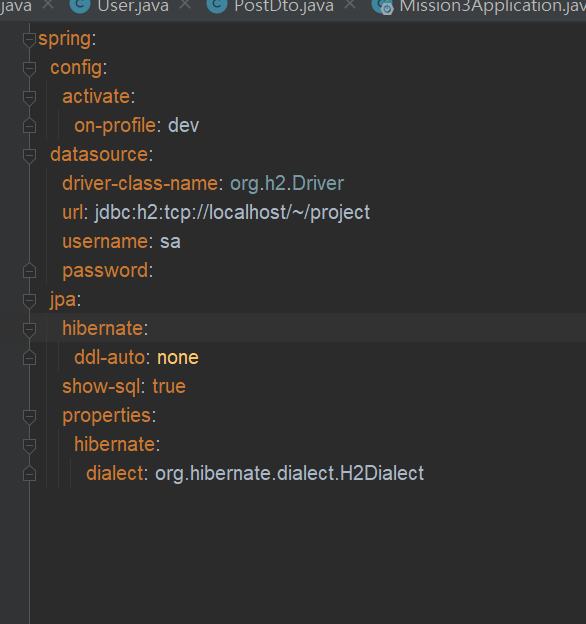 java User.java PostDto.java Mission3Application.jav
spring:
config:
activate:
on-profile: dev
datasource:
driver-class-name: org.h2.Driver
url: jdbc:h2:tcp://localhost/~/project
username: sa
password:
jpa:
hibernate:
ddl-auto: none
show-sql: true
properties:
hibernate:
dialect: org.hibernate.dialect.H2Dialect